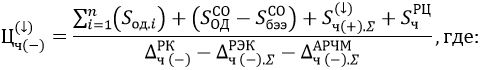 Ц_{ч(−)}^{(↓)} = \frac{∑_{i=1}^{n}(S_{од,i}) + (S_{ОД}^{СО} − S_{бээ}^{СО}) + S_{ч(+).Σ}^{(↓)} + S_{ч}^{РЦ}}{Δ_{ч (−)}^{РК} − Δ_{ч (−).Σ}^{РЭК} − Δ_{ч (−).Σ}^{АРЧМ}}, где: